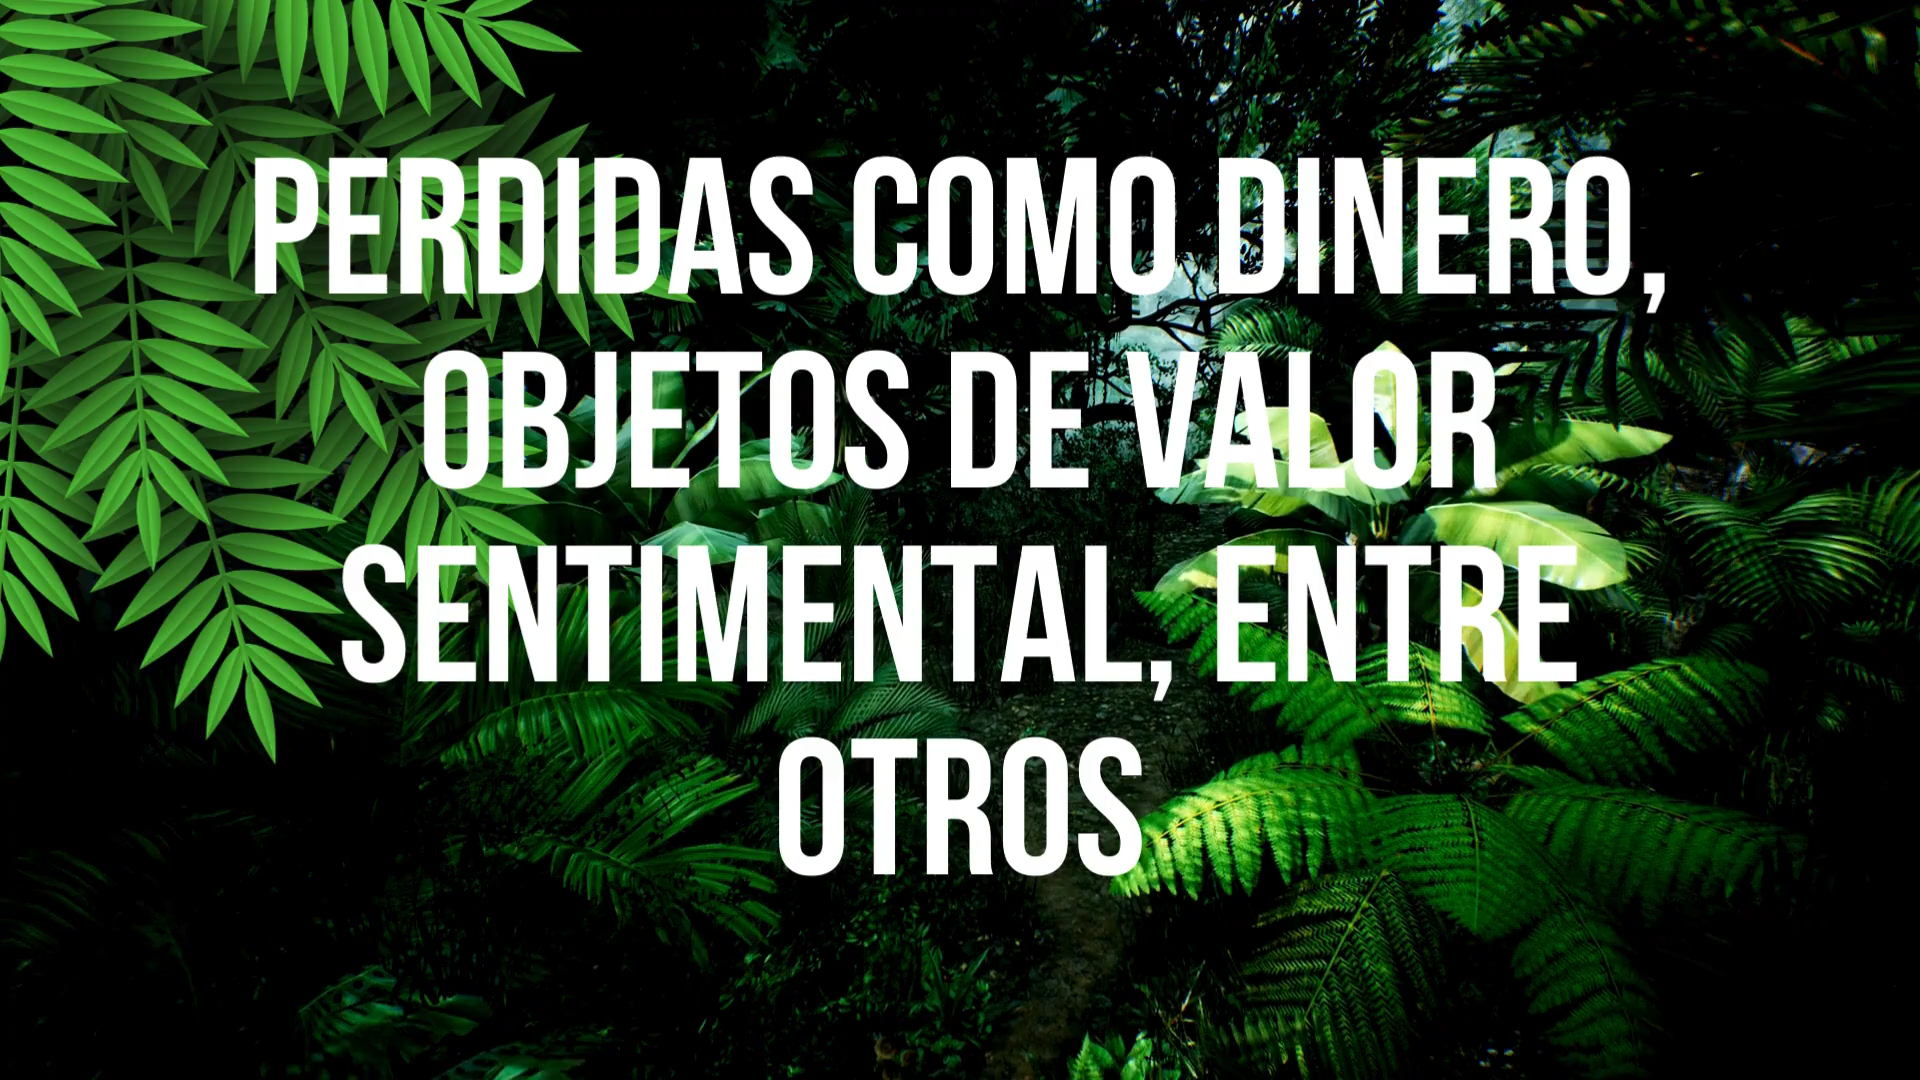 PERDIDAS COMO DINERO,
OBJETOS DE VALOR
SENTIMENTAL, ENTRE
OTROS